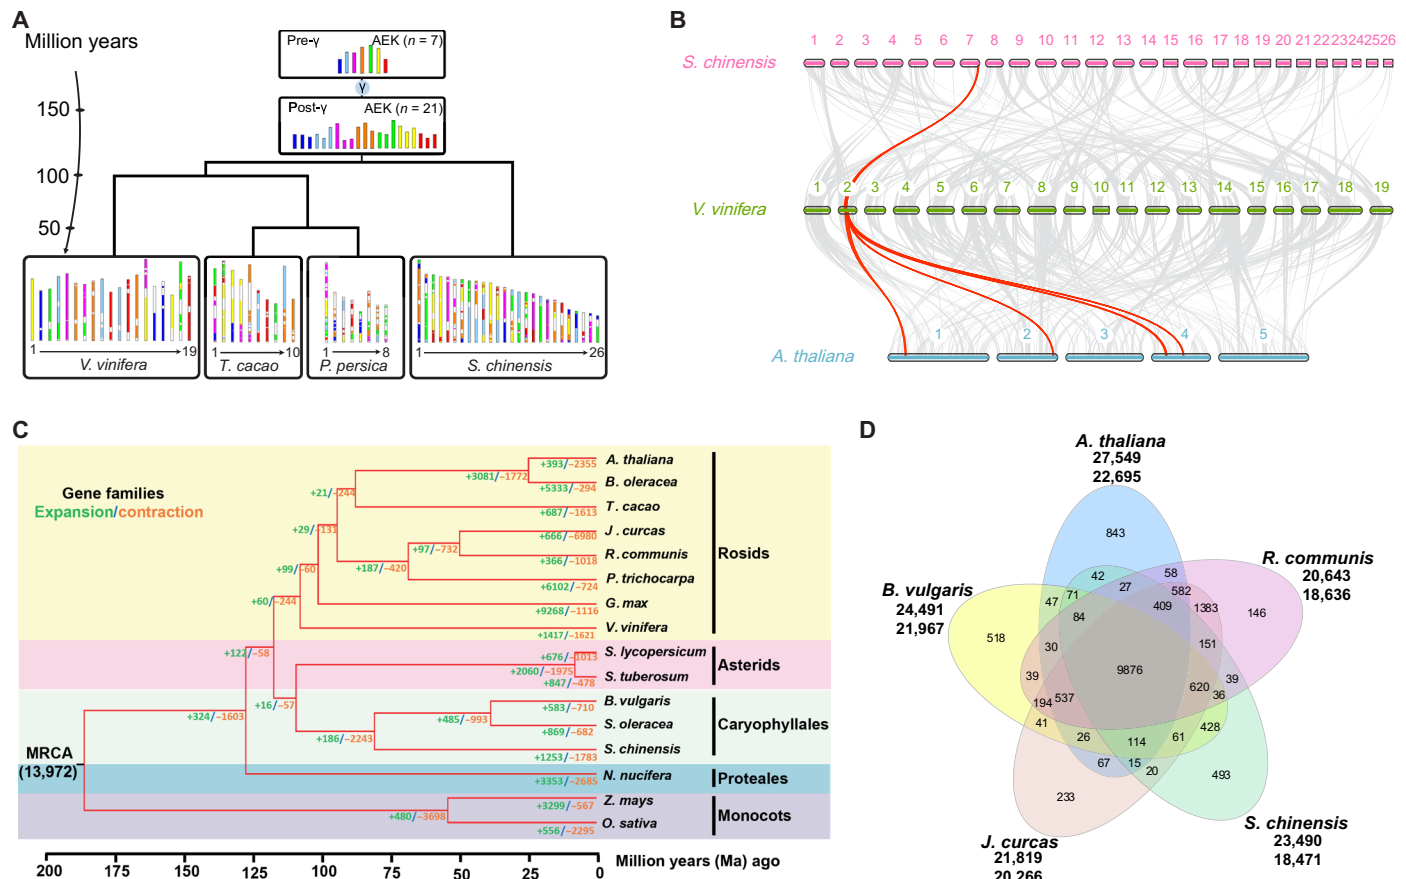 A
Million years
150
100
50
Pre-γ AEK (n = 7)
γ
Post-γ AEK (n = 21)
1 19
V. vinifera
1 10
T. cacao
1 8
P. persica
1 26
S. chinensis
B
S. chinensis
1 2 3 4 5 6 7 8 9 10 11 12 13 14 15 16 17 18 19 20 21 22 23 24 25 26
V. vinifera
1 2 3 4 5 6 7 8 9 10 11 12 13 14 15 16 17 18 19
A. thaliana
1 2 3 4 5
C
Gene families
Expansion/contraction
MRCA
(13,972)
+324/−1603
+122/−58
+60/−244
+99/−60
+29/−131
+21/−244
+3081/−1772
+393/−2355
A. thaliana
+5333/−294
B. oleracea
+687/−1613
T. cacao
+187/−420
+97/−732
+666/−6980
J. curcas
+366/−1018
R. communis
+6102/−724
P. trichocarpa
+9268/−1116
G. max
+1417/−1621
V. vinifera
Rosids
+16/−57
+2060/−1975
+676/−1013
S. lycopersicum
+847/−478
S. tuberosum
Asterids
+186/−2243
+485/−993
+583/−710
B. vulgaris
+869/−682
S. oleracea
+1253/−1783
S. chinensis
Caryophyllales
+3353/−2685
N. nucifera
Proteales
+480/−3698
+3299/−567
Z. mays
+556/−2295
O. sativa
Monocots
200 175 150 125 100 75 50 25 0
Million years (Ma) ago
D
A. thaliana
27,549
22,695
R. communis
20,643
18,636
B. vulgaris
24,491
21,967
S. chinensis
23,490
18,471
J. curcas
21,819
20,266
843
42
58
27
582
47
71
409
1383
146
84
518
30
151
9876
39
39
620
36
194
537
41
428
26
114
61
67
15
20
493
233